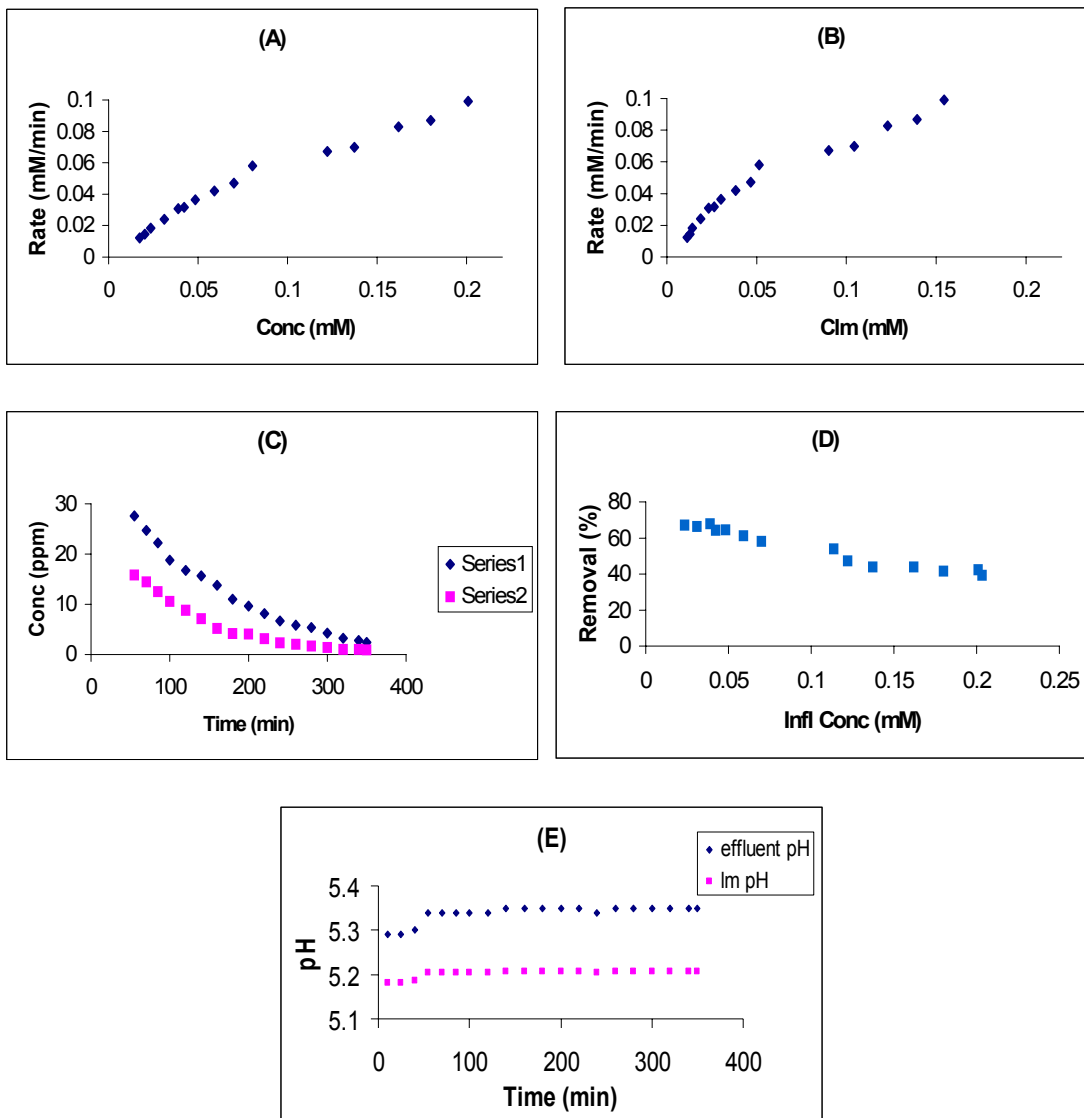 (A)
Rate (mM/min)
0.1
0.08
0.06
0.04
0.02
0
0 0.05 0.1 0.15 0.2
Conc (mM)
(B)
Rate (mM/min)
0.1
0.08
0.06
0.04
0.02
0
0 0.05 0.1 0.15 0.2
Clm (mM)
(C)
Conc (ppm)
30
20
10
0
0 100 200 300 400
Time (min)
Series1
Series2
(D)
Removal (%)
80
60
40
20
0
0 0.05 0.1 0.15 0.2 0.25
Infl Conc (mM)
(E)
effluent pH
lm pH
pH
5.4
5.3
5.2
5.1
0 100 200 300 400
Time (min)